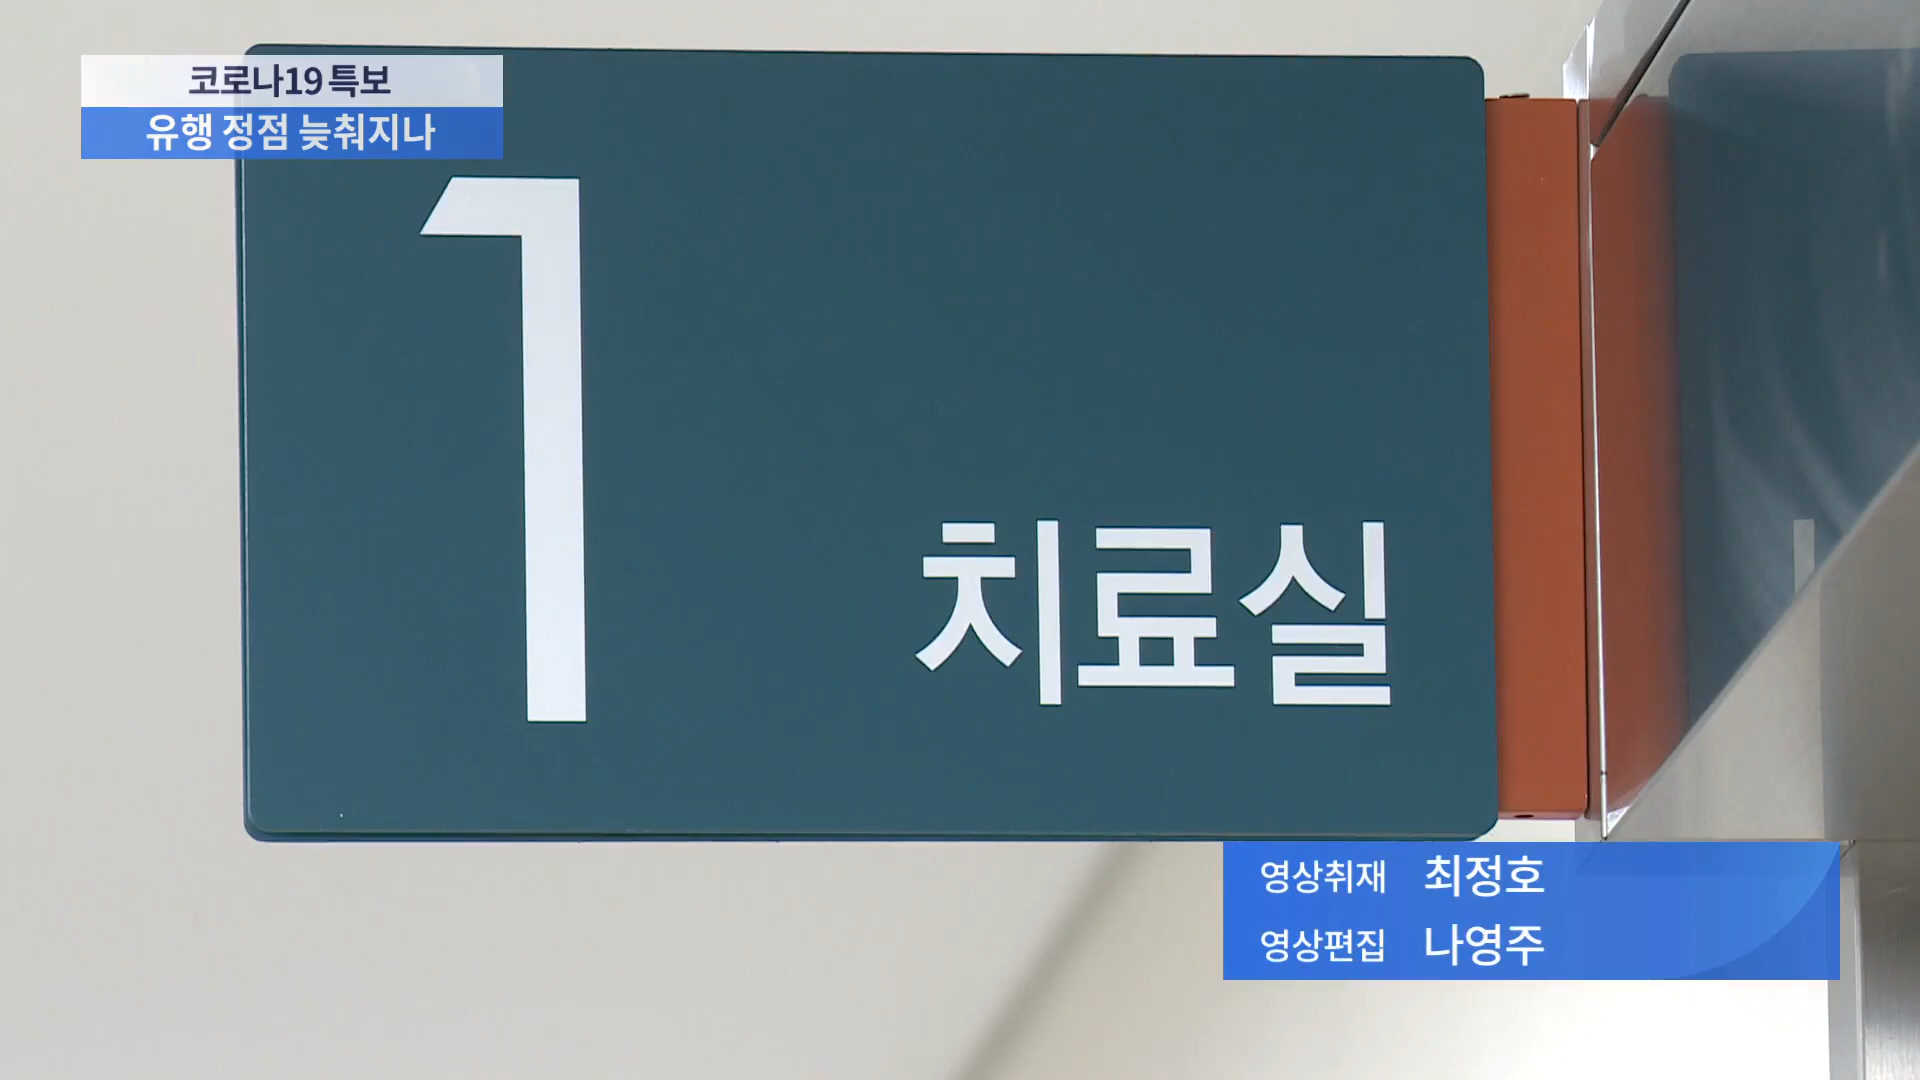 코로나19 특보
유행 정점 늦춰지나
1
치료실
영상취재 최정호
영상편집 나영주